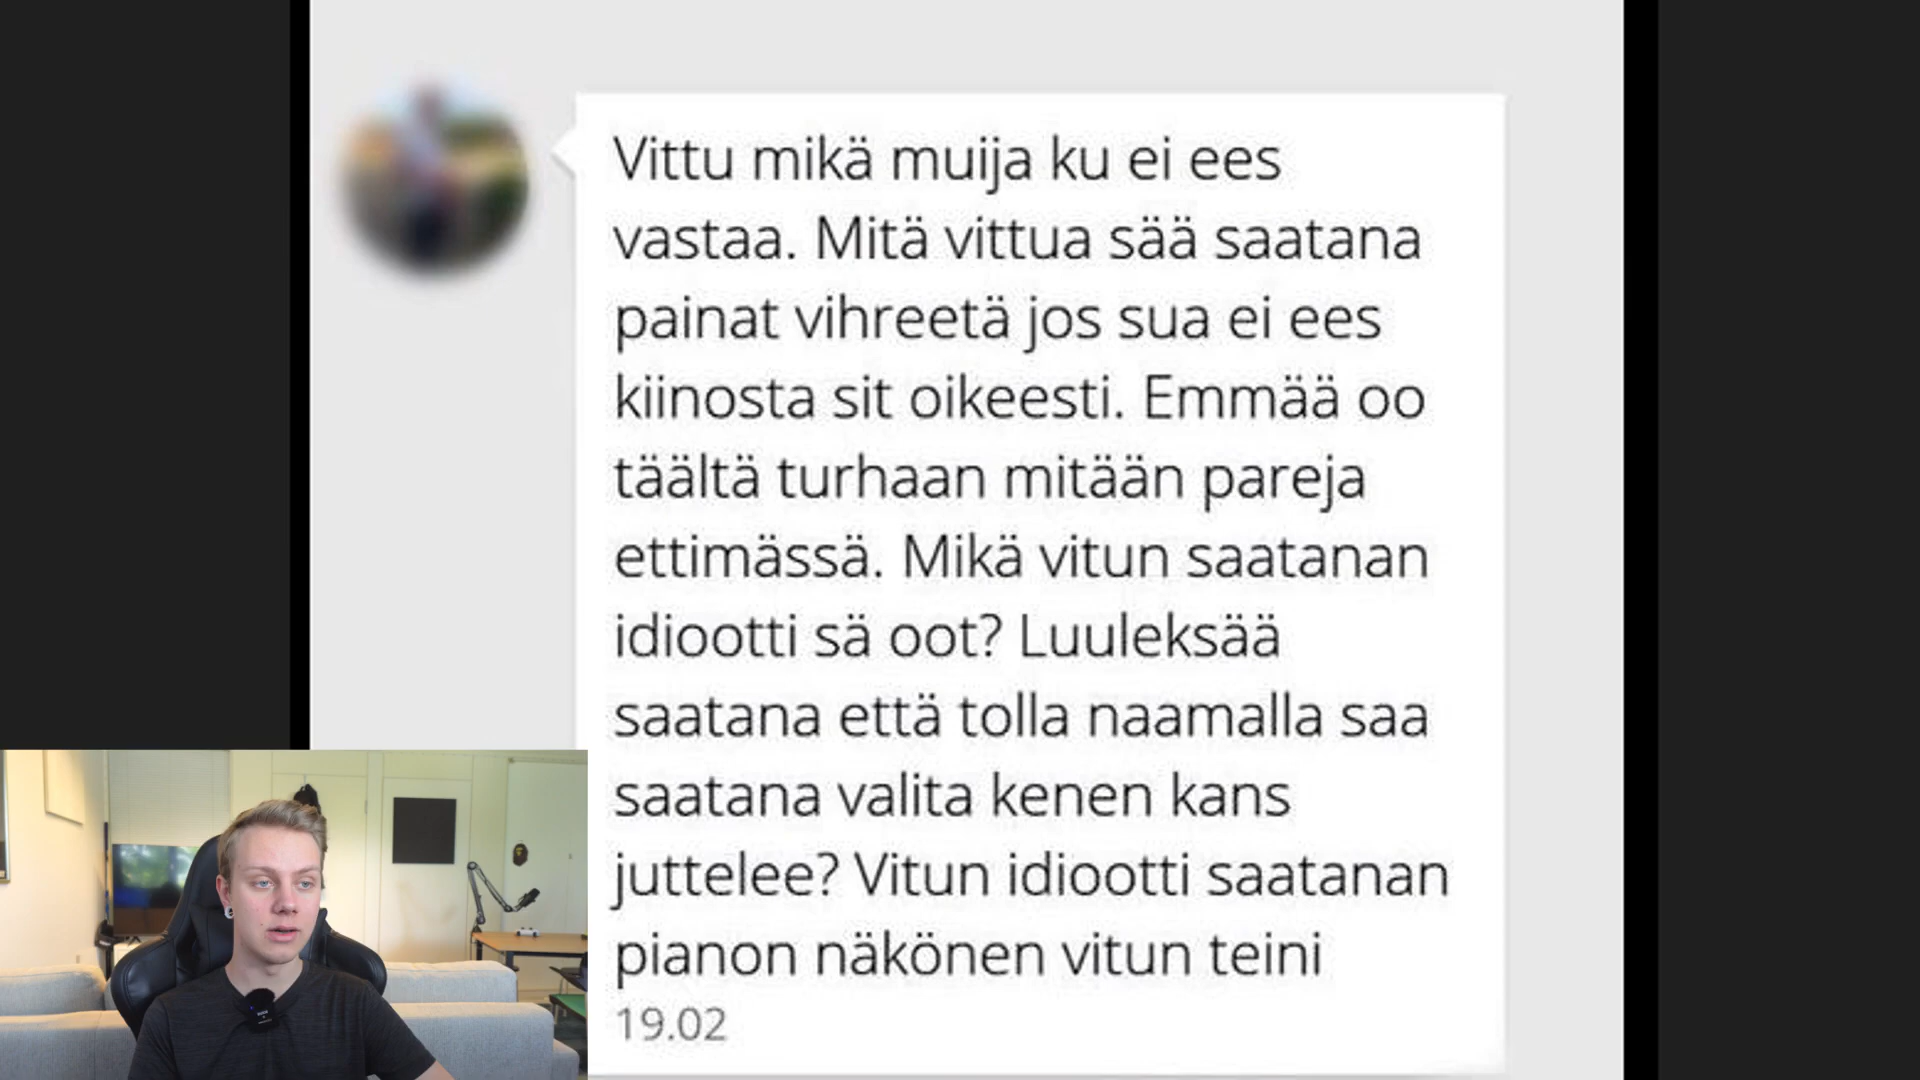 Vittu mikä muija ku ei ees
vastaa. Mitä vittua sää saatana
painat vihreetä jos sua ei ees
kiinosta sit oikeesti. Emmää oo
täältä turhaan mitään pareja
ettimässä. Mikä vitun saatanan
idiootti sä oot? Luuleksää
saatana että tolla naamalla saa
saatana valita kenen kans
juttelee? Vitun idiootti saatanan
pianon näkönen vitun teini
19.02